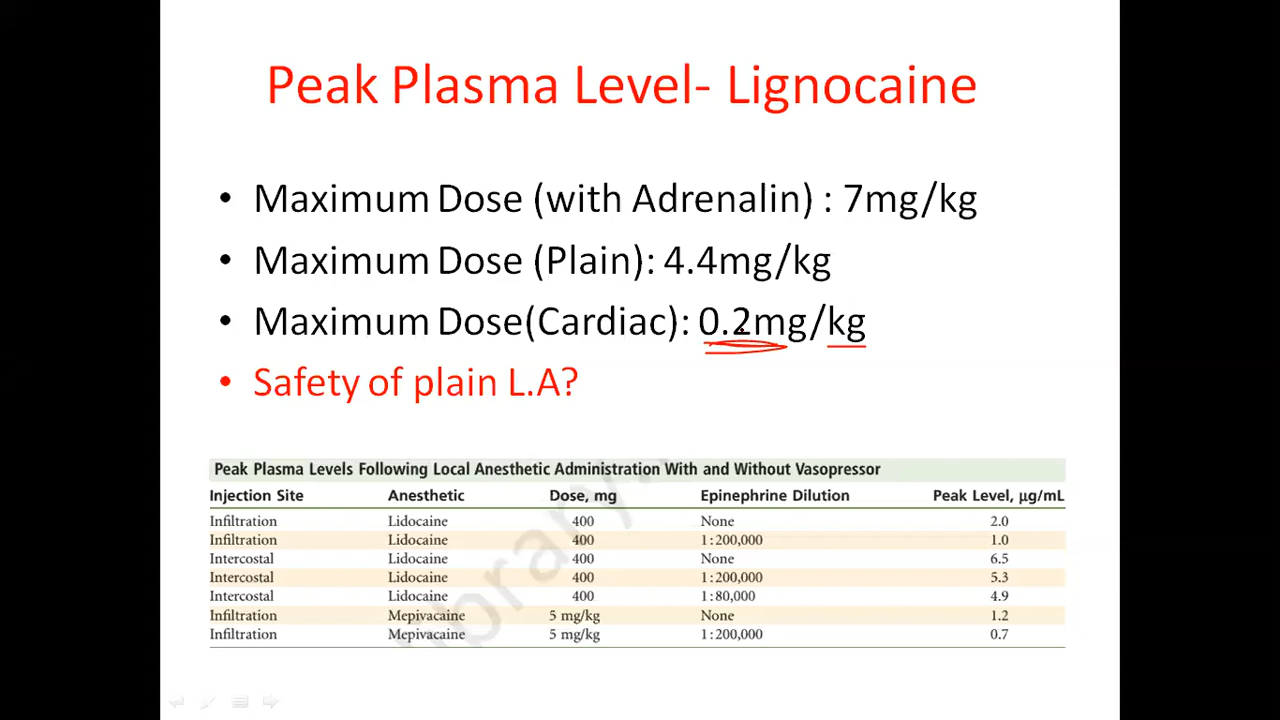 Peak Plasma Level- Lignocaine
• Maximum Dose (with Adrenalin) : 7mg/kg
• Maximum Dose (Plain): 4.4mg/kg
• Maximum Dose(Cardiac): 0.2mg/kg
• Safety of plain L.A?
Peak Plasma Levels Following Local Anesthetic Administration With and Without Vasopressor
Injection Site Anesthetic Dose, mg Epinephrine Dilution Peak Level, µg/mL
Infiltration Lidocaine 400 None 2.0
Infiltration Lidocaine 400 1:200,000 1.0
Intercostal Lidocaine 400 None 6.5
Intercostal Lidocaine 400 1:200,000 5.3
Intercostal Lidocaine 400 1:80,000 4.9
Infiltration Mepivacaine 5 mg/kg None 1.2
Infiltration Mepivacaine 5 mg/kg 1:200,000 0.7